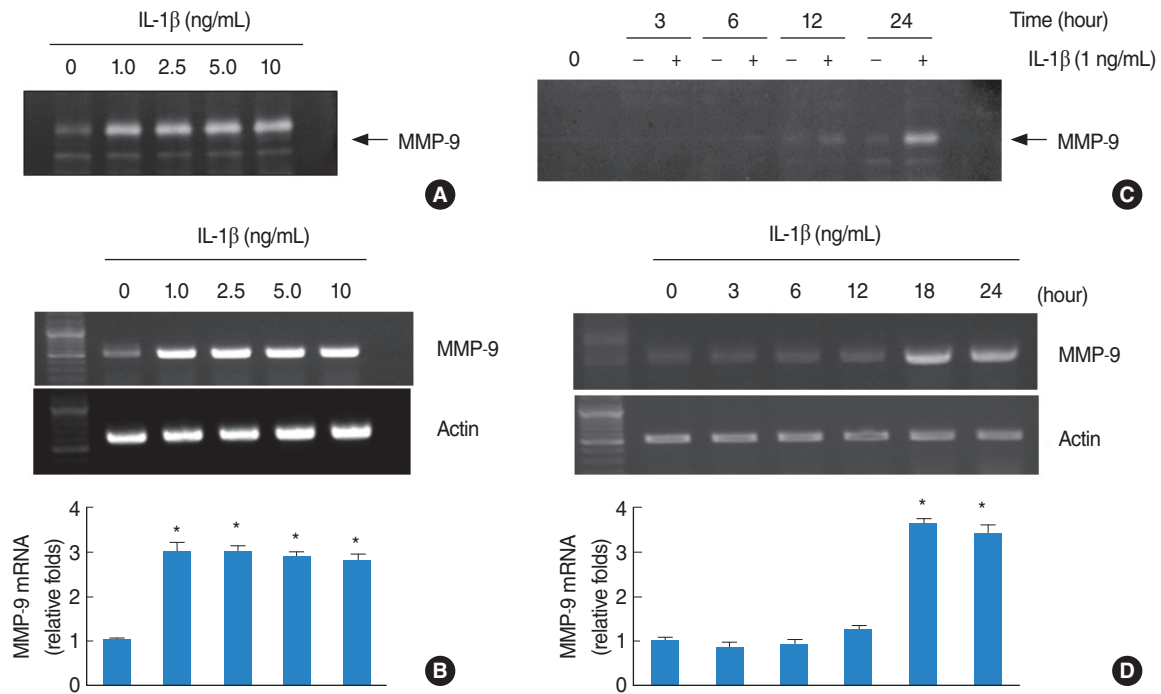 IL-1β (ng/mL)
0 1.0 2.5 5.0 10
MMP-9
A
3 6 12 24 Time (hour)
0 – + – + – + – + IL-1β (1 ng/mL)
MMP-9
C
IL-1β (ng/mL)
0 1.0 2.5 5.0 10
MMP-9
Actin
MMP-9 mRNA
(relative folds)
4
3
2
1
0
* * * *
B
IL-1β (ng/mL)
0 3 6 12 18 24 (hour)
MMP-9
Actin
MMP-9 mRNA
(relative folds)
4
3
2
1
0
* *
D